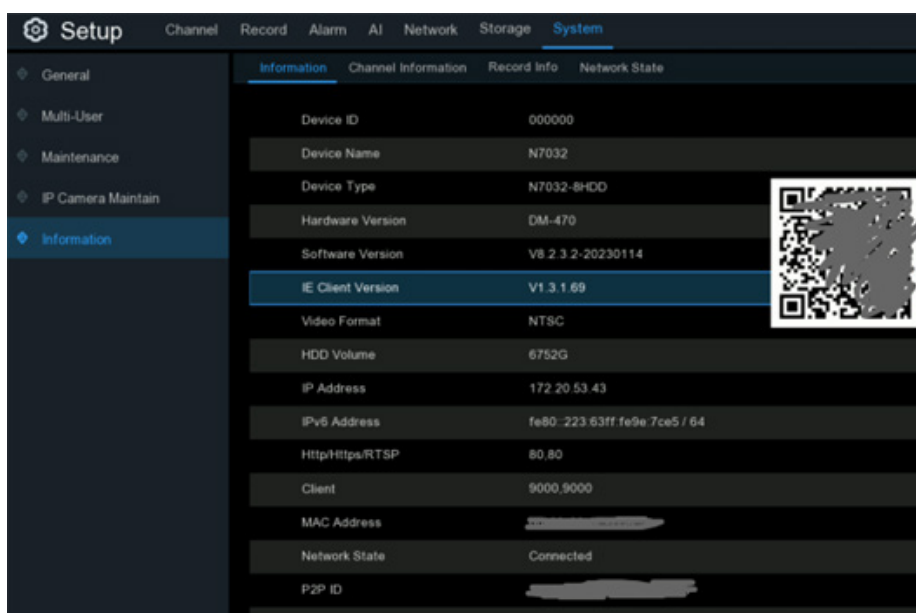 Setup Channel Record Alarm AI Network Storage System
Information Channel Information Record Info Network State
General
Multi-User
Maintenance
IP Camera Maintain
Information
Device ID 000000
Device Name N7032
Device Type N7032-8HDD
Hardware Version DM-470
Software Version V8.2.3.2-20230114
IE Client Version V1.3.1.69
Video Format NTSC
HDD Volume 6752G
IP Address 172.20.53.43
IPv6 Address fe80::223:63ff:fe9e:7ce5 / 64
Http/Https/RTSP 80,80
Client 9000,9000
MAC Address
Network State Connected
P2P ID